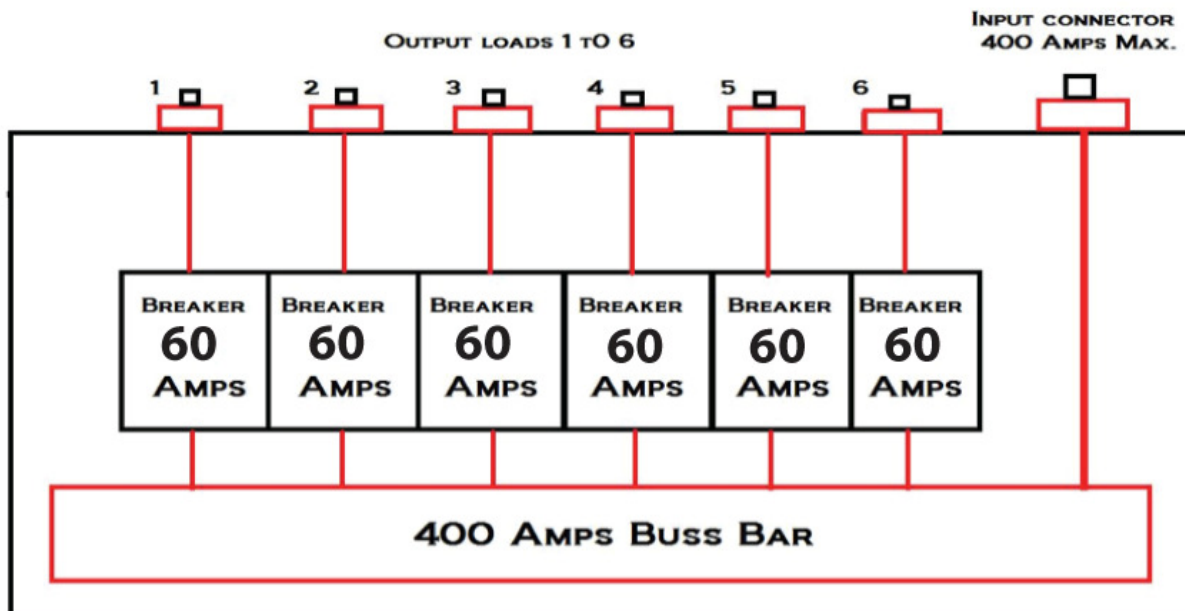 INPUT CONNECTOR
400 AMPS MAX.
OUTPUT LOADS 1 TO 6
1
2
3
4
5
6
BREAKER
60
AMPS
BREAKER
60
AMPS
BREAKER
60
AMPS
BREAKER
60
AMPS
BREAKER
60
AMPS
BREAKER
60
AMPS
400 AMPS BUSS BAR